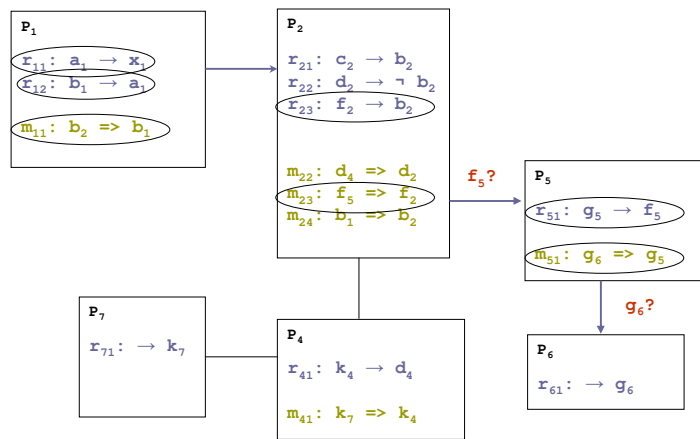 P₁
r₁₁: a₁ → x₁
r₁₂: b₁ → a₁
m₁₁: b₂ => b₁
P₂
r₂₁: c₂ → b₂
r₂₂: d₂ → ¬ b₂
r₂₃: f₂ → b₂
m₂₂: d₄ => d₂
m₂₃: f₅ => f₂
m₂₄: b₁ => b₂
f₅?
P₅
r₅₁: g₅ → f₅
m₅₁: g₆ => g₅
g₆?
P₇
r₇₁: → k₇
P₄
r₄₁: k₄ → d₄
m₄₁: k₇ => k₄
P₆
r₆₁: → g₆